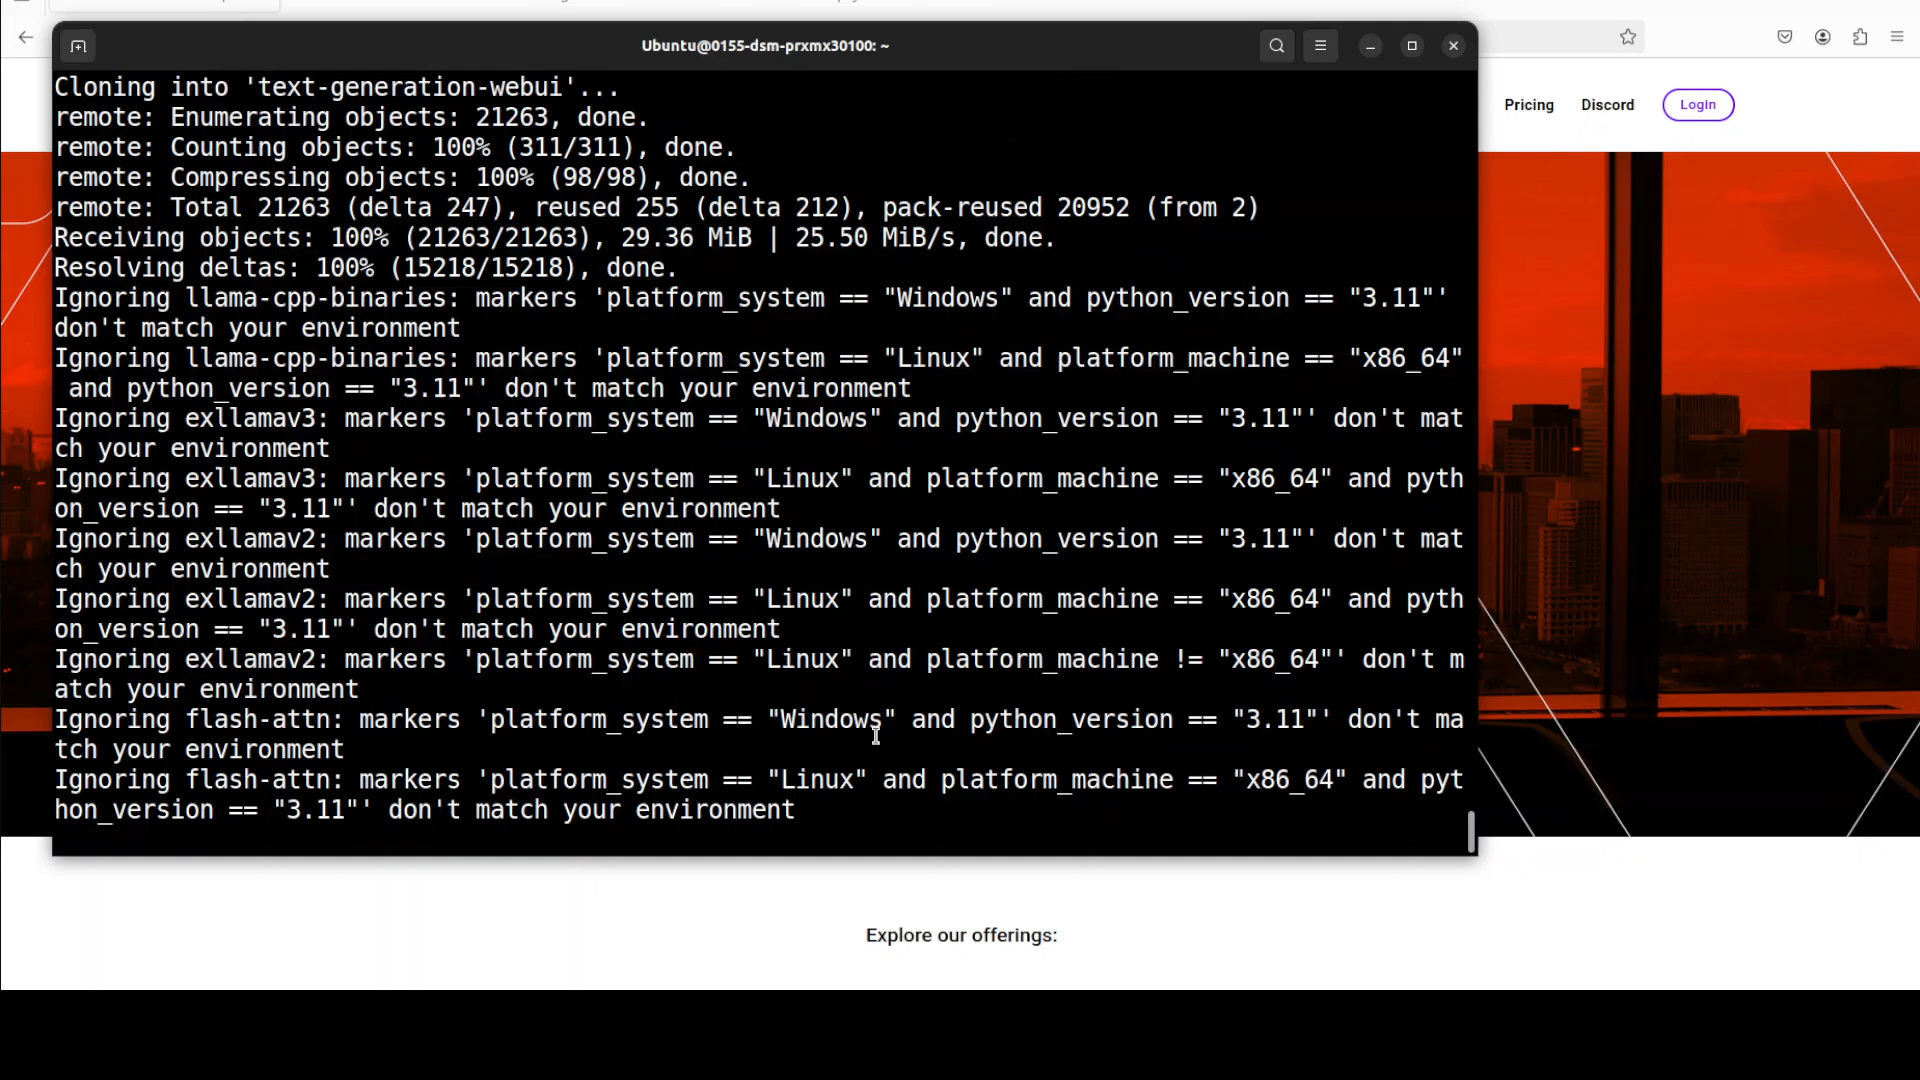 Ubuntu@0155-dsm-prxmx30100: ~
Cloning into 'text-generation-webui'...
remote: Enumerating objects: 21263, done.
remote: Counting objects: 100% (311/311), done.
remote: Compressing objects: 100% (98/98), done.
remote: Total 21263 (delta 247), reused 255 (delta 212), pack-reused 20952 (from 2)
Receiving objects: 100% (21263/21263), 29.36 MiB | 25.50 MiB/s, done.
Resolving deltas: 100% (15218/15218), done.
Ignoring llama-cpp-binaries: markers 'platform_system == "Windows" and python_version == "3.11"'
don't match your environment
Ignoring llama-cpp-binaries: markers 'platform_system == "Linux" and platform_machine == "x86_64"
and python_version == "3.11"' don't match your environment
Ignoring exllamav3: markers 'platform_system == "Windows" and python_version == "3.11"' don't mat
ch your environment
Ignoring exllamav3: markers 'platform_system == "Linux" and platform_machine == "x86_64" and pyth
on_version == "3.11"' don't match your environment
Ignoring exllamav2: markers 'platform_system == "Windows" and python_version == "3.11"' don't mat
ch your environment
Ignoring exllamav2: markers 'platform_system == "Linux" and platform_machine == "x86_64" and pyth
on_version == "3.11"' don't match your environment
Ignoring exllamav2: markers 'platform_system == "Linux" and platform_machine != "x86_64"' don't m
atch your environment
Ignoring flash-attn: markers 'platform_system == "Windows" and python_version == "3.11"' don't ma
tch your environment
Ignoring flash-attn: markers 'platform_system == "Linux" and platform_machine == "x86_64" and pyt
hon_version == "3.11"' don't match your environment
Pricing
Discord
Login
Explore our offerings: